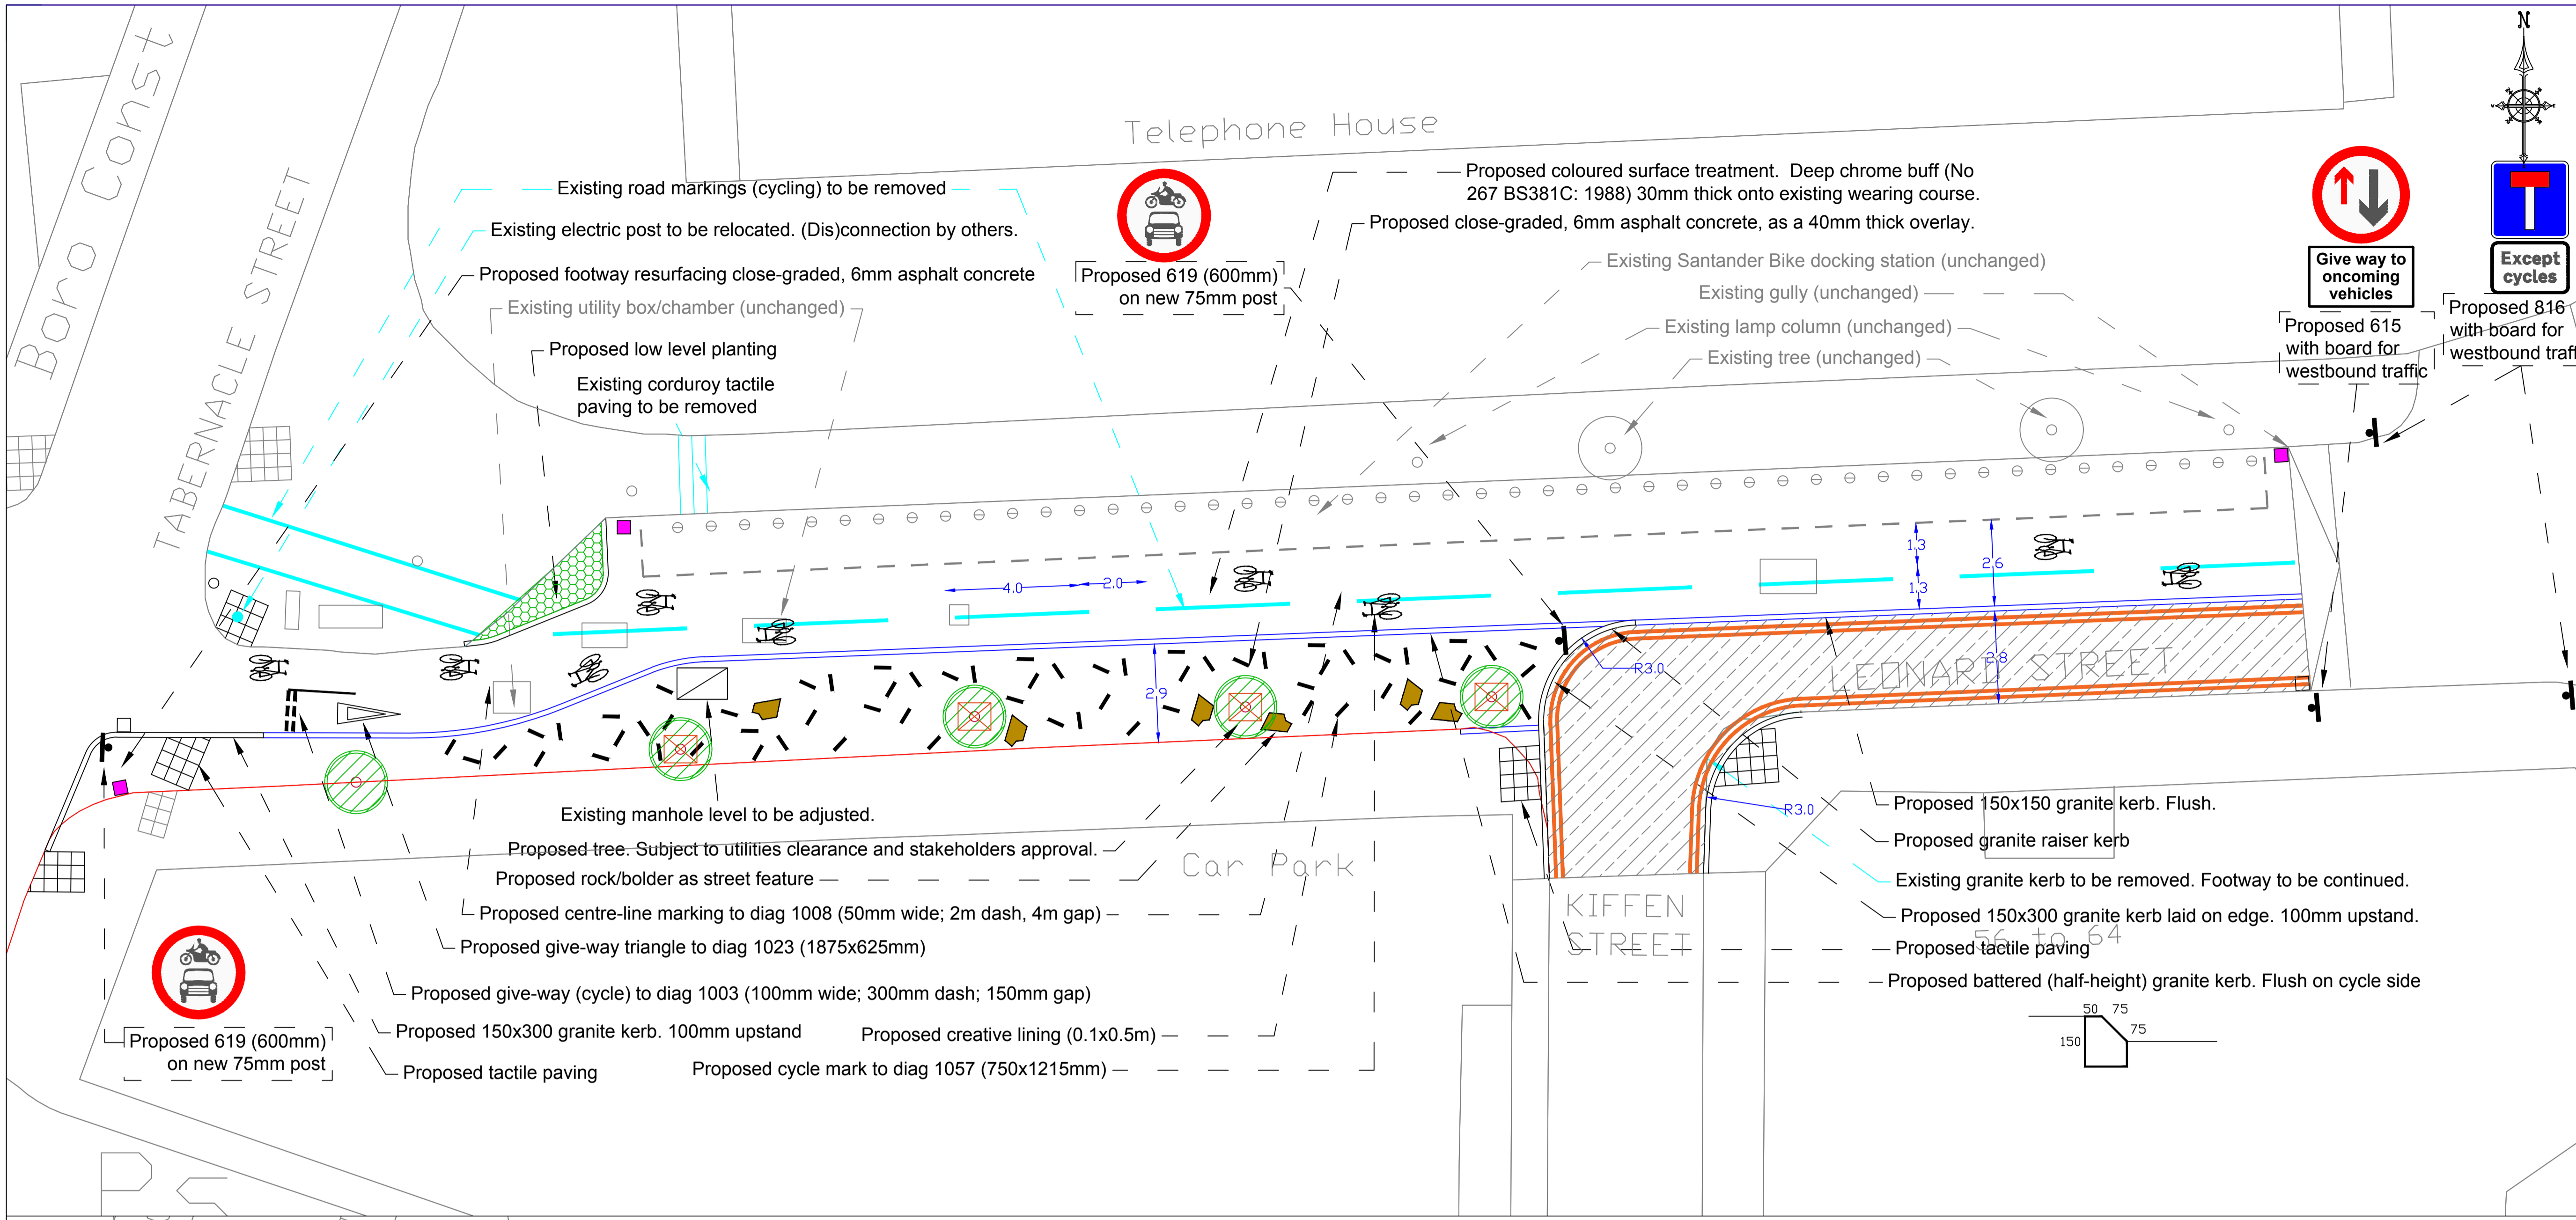 N
Boro Const
TABERNACLE STREET
Telephone House
Existing road markings (cycling) to be removed
Existing electric post to be relocated. (Dis)connection by others.
Proposed footway resurfacing close-graded, 6mm asphalt concrete
Existing utility box/chamber (unchanged)
Proposed low level planting
Existing corduroy tactile
paving to be removed
Proposed 619 (600mm)
on new 75mm post
Proposed coloured surface treatment. Deep chrome buff (No
267 BS381C: 1988) 30mm thick onto existing wearing course.
Proposed close-graded, 6mm asphalt concrete, as a 40mm thick overlay.
Existing Santander Bike docking station (unchanged)
Existing gully (unchanged)
Existing lamp column (unchanged)
Existing tree (unchanged)
Give way to
oncoming
vehicles
Proposed 615
with board for
westbound traffic
Except
cycles
Proposed 816
with board for
westbound traff
4.0
2.0
1.3
1.3
2.6
2.8
2.9
R3.0
R3.0
LEONARD STREET
Existing manhole level to be adjusted.
Proposed tree. Subject to utilities clearance and stakeholders approval.
Car Park
Proposed rock/bolder as street feature
Proposed centre-line marking to diag 1008 (50mm wide; 2m dash, 4m gap)
Proposed give-way triangle to diag 1023 (1875x625mm)
Proposed give-way (cycle) to diag 1003 (100mm wide; 300mm dash; 150mm gap)
Proposed 150x300 granite kerb. 100mm upstand
Proposed creative lining (0.1x0.5m)
Proposed tactile paving
Proposed cycle mark to diag 1057 (750x1215mm)
Proposed 619 (600mm)
on new 75mm post
KIFFEN
STREET
Proposed 150x150 granite kerb. Flush.
Proposed granite raiser kerb
Existing granite kerb to be removed. Footway to be continued.
Proposed 150x300 granite kerb laid on edge. 100mm upstand.
56 to 64
Proposed tactile paving
Proposed battered (half-height) granite kerb. Flush on cycle side
50 75
75
150